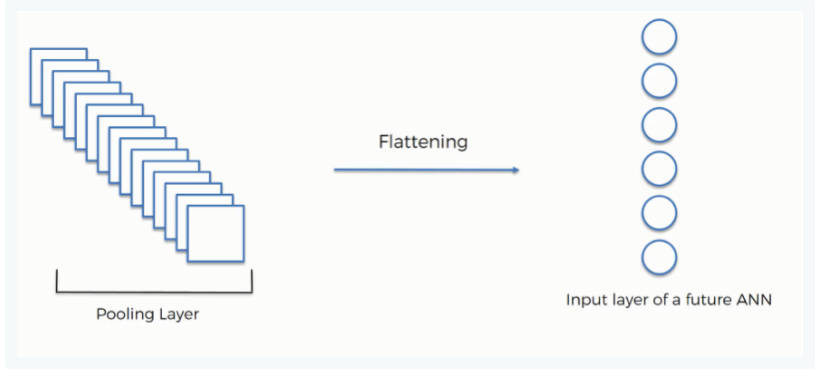 Flattening
Pooling Layer
Input layer of a future ANN